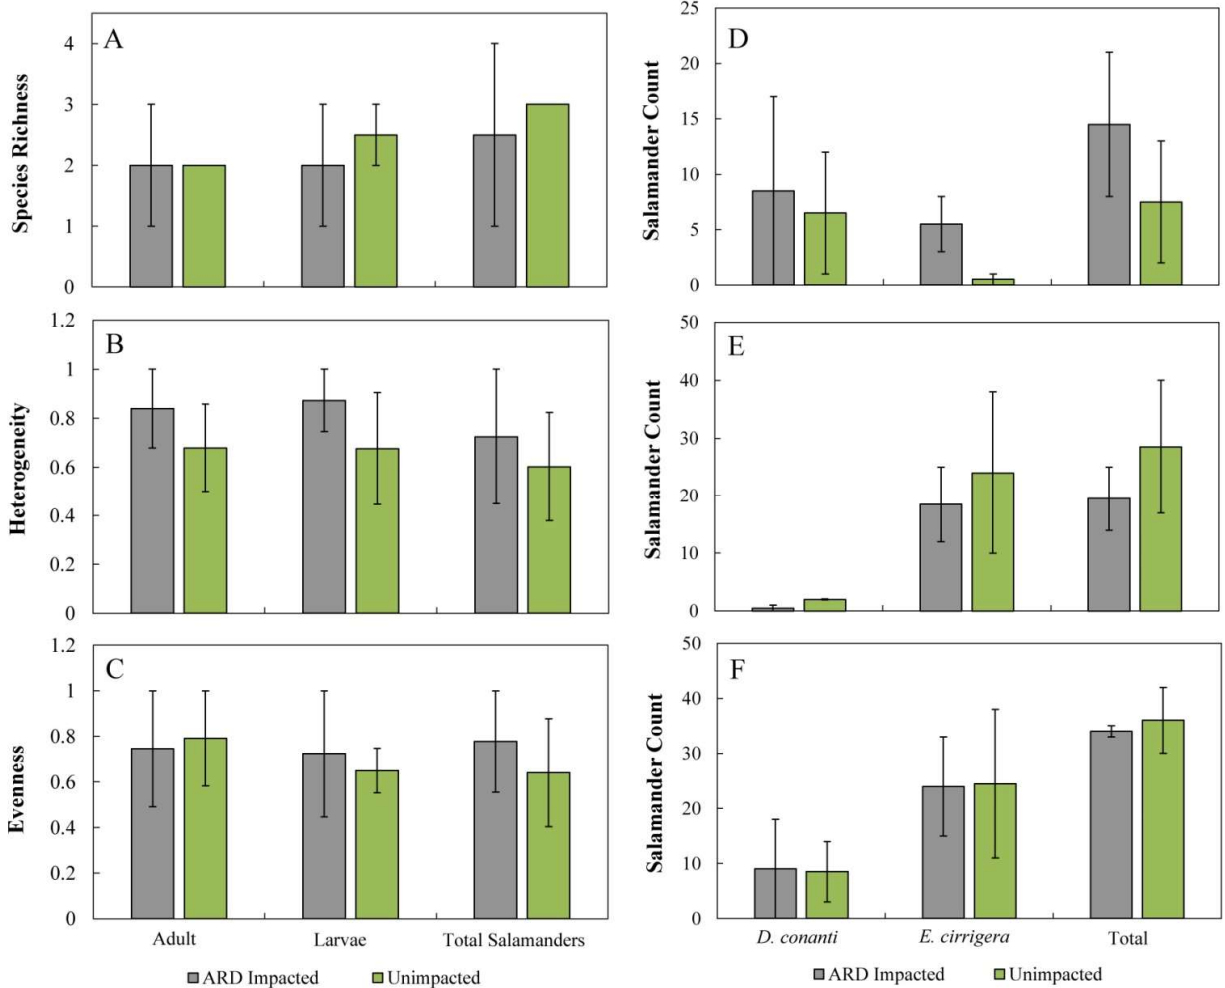 A
Species Richness
4
3
2
1
0
B
Heterogeneity
1.2
1
0.8
0.6
0.4
0.2
0
C
Evenness
1.2
1
0.8
0.6
0.4
0.2
0
Adult Larvae Total Salamanders
ARD Impacted Unimpacted
D
Salamander Count
25
20
15
10
5
0
E
Salamander Count
50
40
30
20
10
0
F
Salamander Count
50
40
30
20
10
0
D. conanti E. cirrigera Total
ARD Impacted Unimpacted